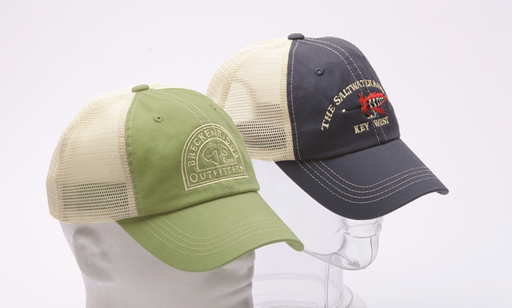 BRECKENRIDGE
OUTFITTERS
THE SALTWATER
KEY WEST